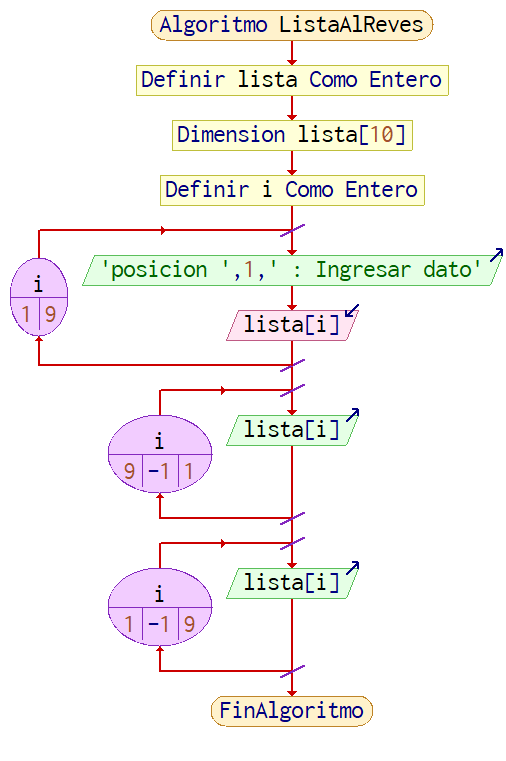 Algoritmo ListaAlReves
Definir lista Como Entero
Dimension lista[10]
Definir i Como Entero
'posicion ',1,' : Ingresar dato'
i
1 9
lista[i]
lista[i]
i
9 -1 1
lista[i]
i
1 -1 9
FinAlgoritmo